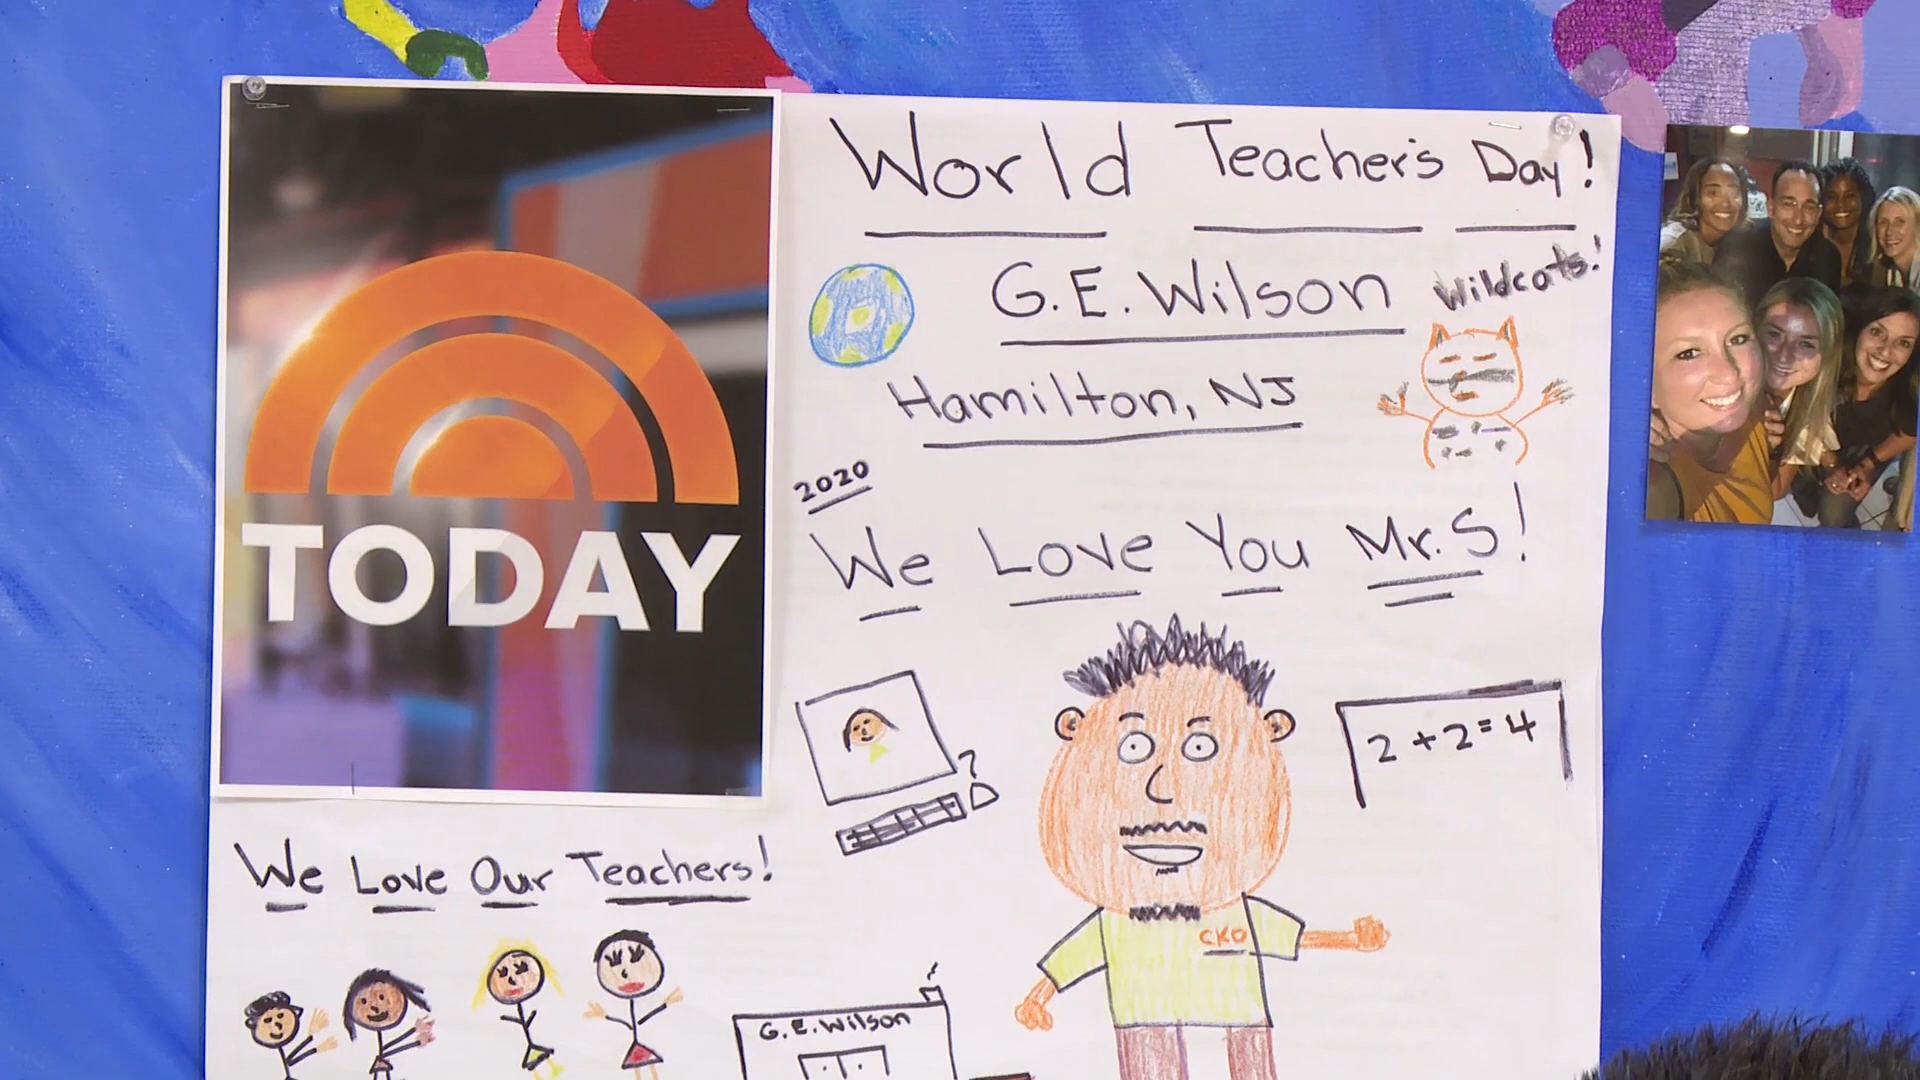 World Teacher's Day!
G.E. Wilson
Wildcats!
Hamilton, NJ
2020
We Love You Mr. S!
TODAY
2+2=4
We Love Our Teachers!
CKO
G.E. Wilson